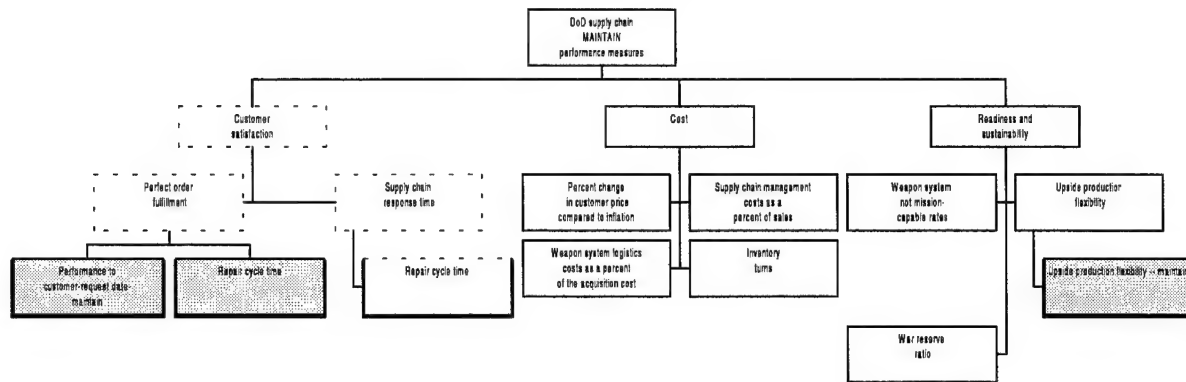 DoD supply chain
MAINTAIN
performance measures
Customer
satisfaction
Cost
Readiness and
sustainability
Perfect order
fulfillment
Supply chain
response time
Percent change
in customer price
compared to inflation
Supply chain management
costs as a
percent of sales
Weapon system
not mission-
capable rates
Upside production
flexibility
Performance to
customer-request date-
maintain
Repair cycle time
Repair cycle time
Weapon system logistics
costs as a percent
of the acquisition cost
Inventory
turns
Upside production flexibility -- maintain
War reserve
ratio